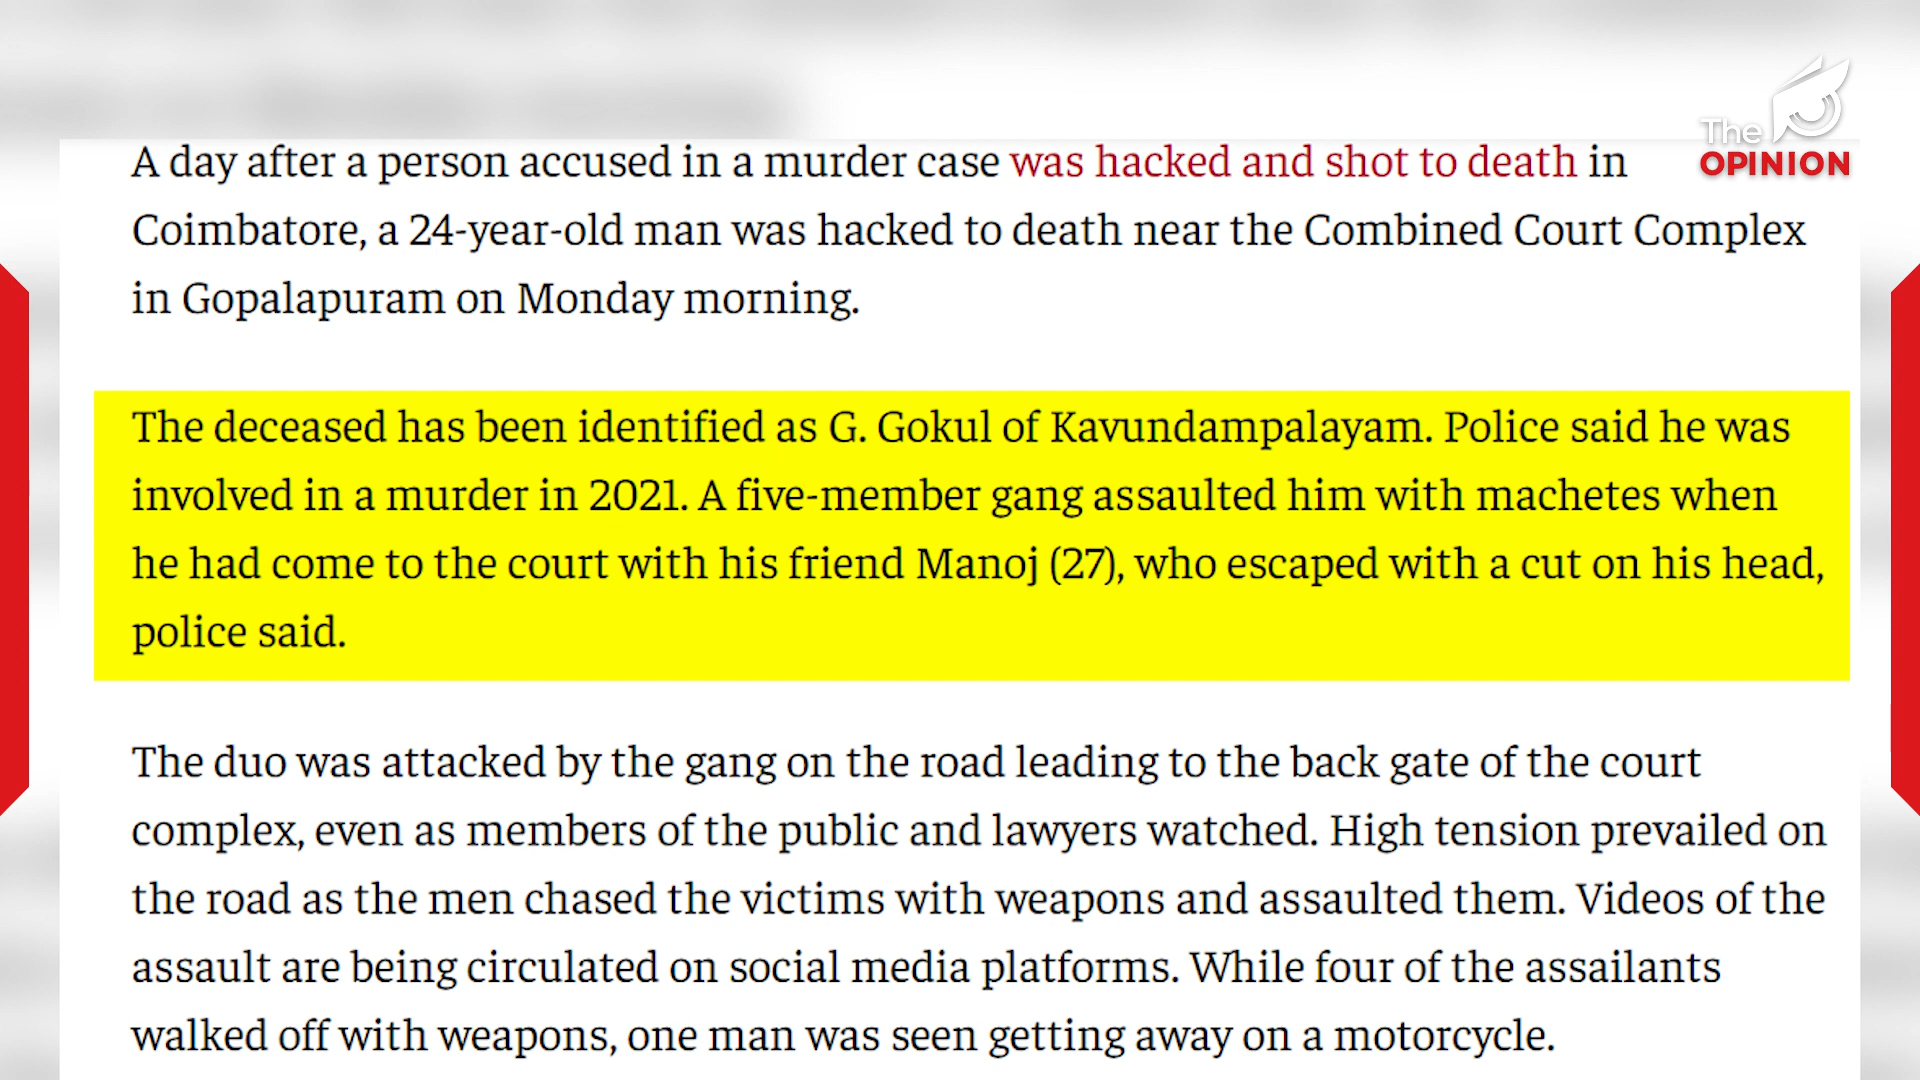 The
OPINION
A day after a person accused in a murder case was hacked and shot to death in
Coimbatore, a 24-year-old man was hacked to death near the Combined Court Complex
in Gopalapuram on Monday morning.
The deceased has been identified as G. Gokul of Kavundampalayam. Police said he was
involved in a murder in 2021. A five-member gang assaulted him with machetes when
he had come to the court with his friend Manoj (27), who escaped with a cut on his head,
police said.
The duo was attacked by the gang on the road leading to the back gate of the court
complex, even as members of the public and lawyers watched. High tension prevailed on
the road as the men chased the victims with weapons and assaulted them. Videos of the
assault are being circulated on social media platforms. While four of the assailants
walked off with weapons, one man was seen getting away on a motorcycle.